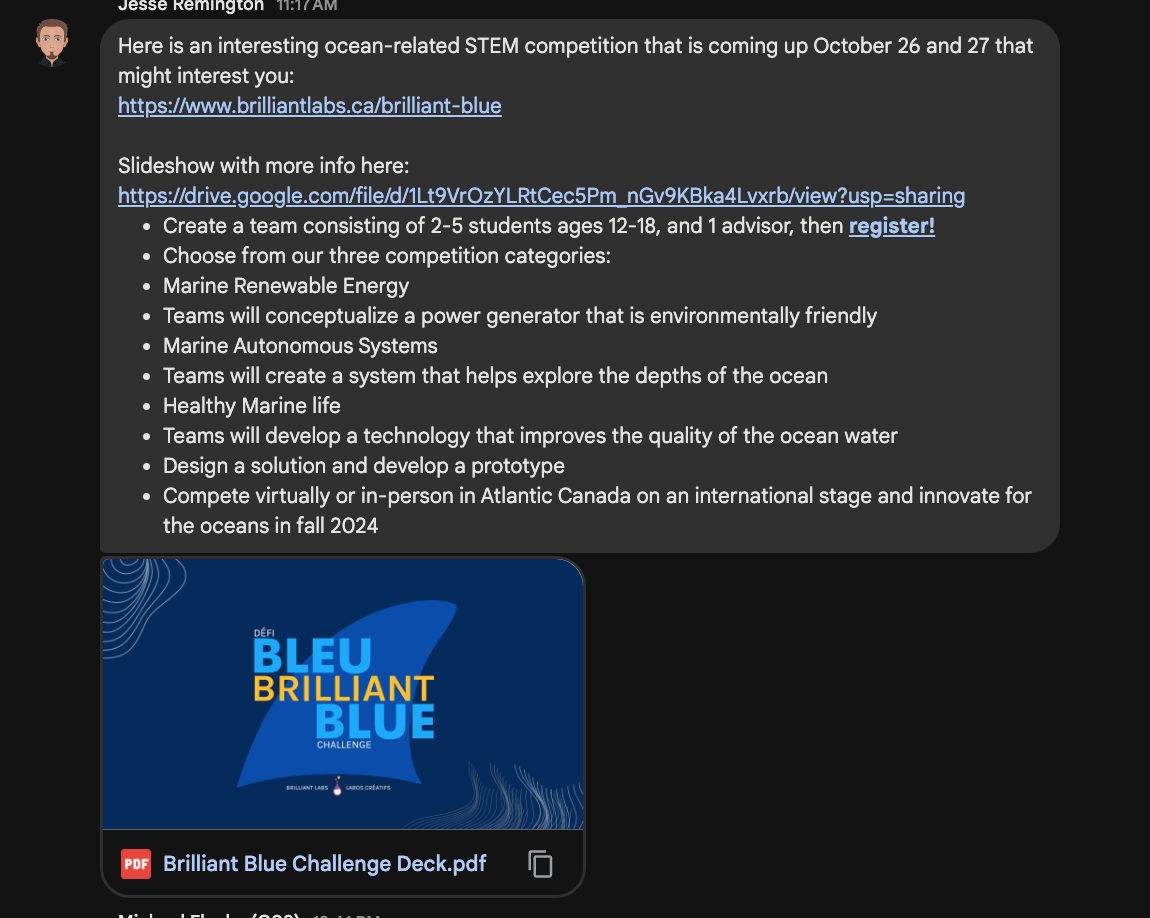 Jesse Remington 11:17 AM
Here is an interesting ocean-related STEM competition that is coming up October 26 and 27 that
might interest you:
https://www.brilliantlabs.ca/brilliant-blue
Slideshow with more info here:
https://drive.google.com/file/d/1Lt9VrOzYLRtCec5Pm_nGv9KBka4Lvxrb/view?usp=sharing
• Create a team consisting of 2-5 students ages 12-18, and 1 advisor, then register!
• Choose from our three competition categories:
• Marine Renewable Energy
• Teams will conceptualize a power generator that is environmentally friendly
• Marine Autonomous Systems
• Teams will create a system that helps explore the depths of the ocean
• Healthy Marine life
• Teams will develop a technology that improves the quality of the ocean water
• Design a solution and develop a prototype
• Compete virtually or in-person in Atlantic Canada on an international stage and innovate for
the oceans in fall 2024
DÉFI
BLEU
BRILLIANT
BLUE
CHALLENGE
BRILLIANT LABS LABOS CRÉATIFS
PDF Brilliant Blue Challenge Deck.pdf